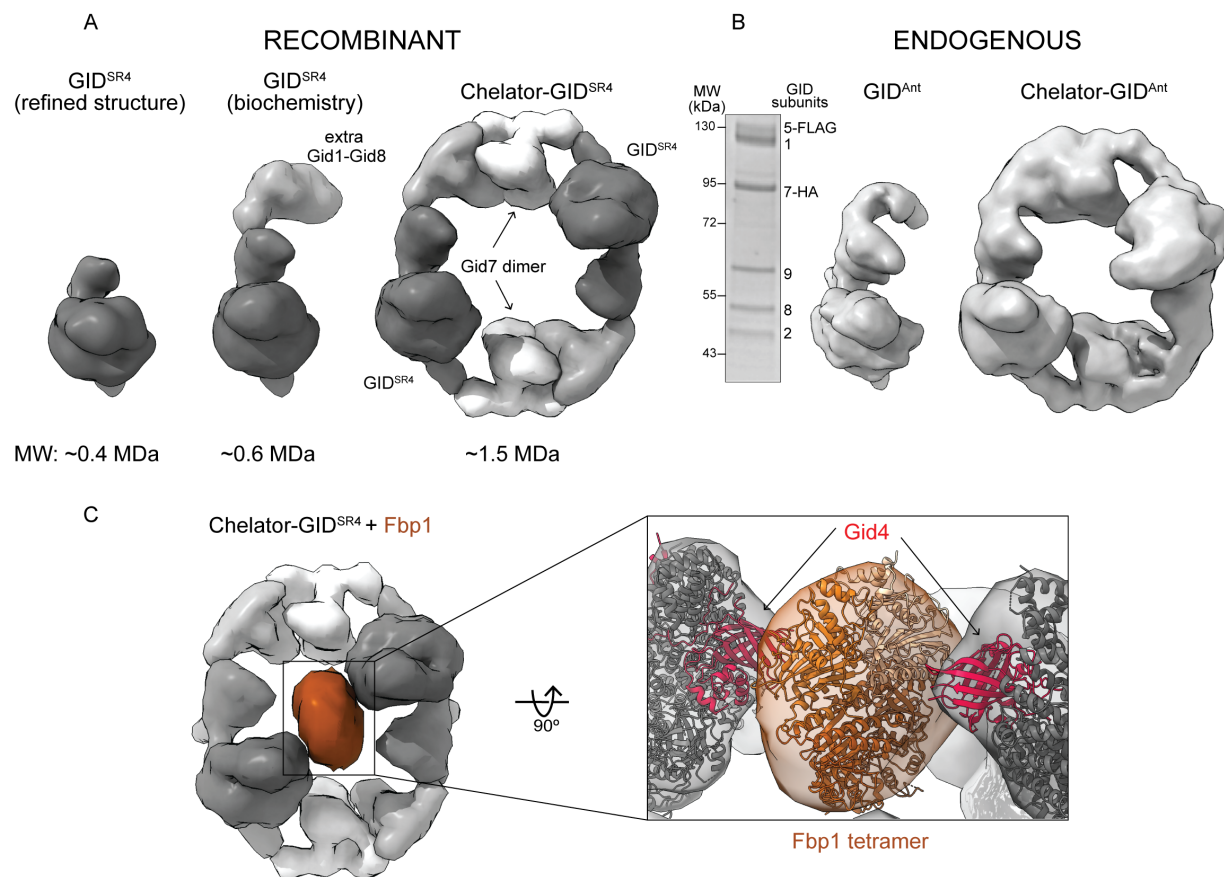 A
RECOMBINANT
GID^SR4
(refined structure)
GID^SR4
(biochemistry)
extra
Gid1-Gid8
Chelator-GID^SR4
GID^SR4
Gid7 dimer
GID^SR4
MW: ~0.4 MDa
~0.6 MDa
~1.5 MDa
B
ENDOGENOUS
MW
(kDa)
GID
subunits
130
95
72
55
43
5-FLAG
1
7-HA
9
8
2
GID^Ant
Chelator-GID^Ant
C
Chelator-GID^SR4 + Fbp1
90º
Gid4
Fbp1 tetramer